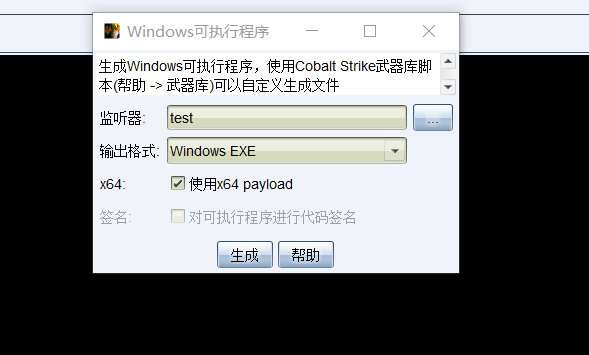 Windows可执行程序
生成Windows可执行程序，使用Cobalt Strike武器库脚
本(帮助 -> 武器库)可以自定义生成文件
监听器: test ...
输出格式: Windows EXE
x64: 使用x64 payload
签名: 对可执行程序进行代码签名
生成 帮助